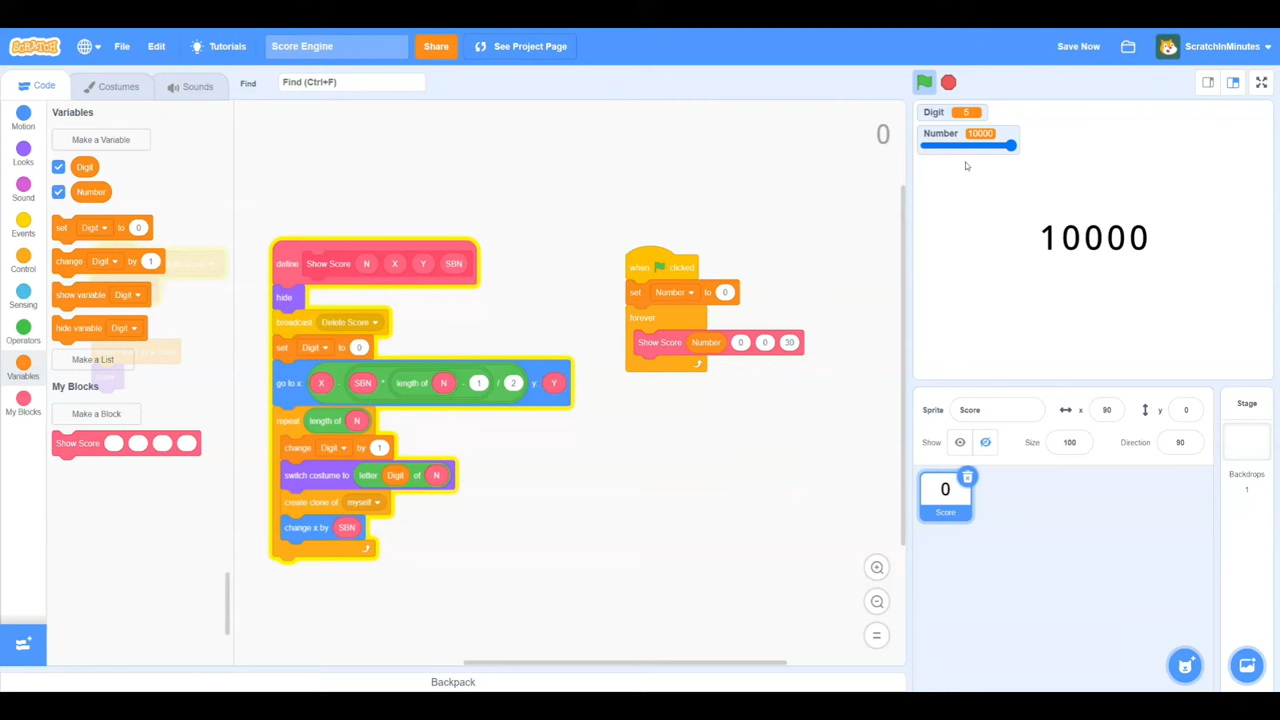 SCRATCH File Edit Tutorials Score Engine Share See Project Page Save Now ScratchInMinutes
Code Costumes Sounds Find Find (Ctrl+F)
Motion
Looks
Sound
Events
Control
Sensing
Operators
Variables
My Blocks
Variables
Make a Variable
Digit
Number
set Digit to 0
change Digit by 1
show variable Digit
hide variable Digit
Make a List
My Blocks
Make a Block
Show Score
0
define Show Score N X Y SBN
hide
broadcast Delete Score
set Digit to 0
go to x: X - SBN * length of N - 1 / 2 y: Y
repeat length of N
change Digit by 1
switch costume to letter Digit of N
create clone of myself
change x by SBN
when clicked
set Number to 0
forever
Show Score Number 0 0 30
Digit 5
Number 10000
10000
Sprite Score x 90 y 0
Show Size 100 Direction 90
0
Score
Stage
Backdrops
1
Backpack